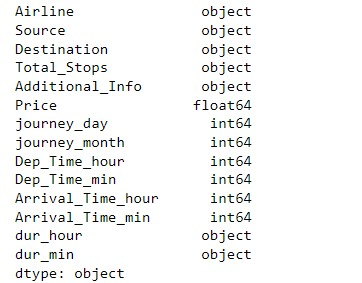 Airline object
Source object
Destination object
Total_Stops object
Additional_Info object
Price float64
journey_day int64
journey_month int64
Dep_Time_hour int64
Dep_Time_min int64
Arrival_Time_hour int64
Arrival_Time_min int64
dur_hour object
dur_min object
dtype: object